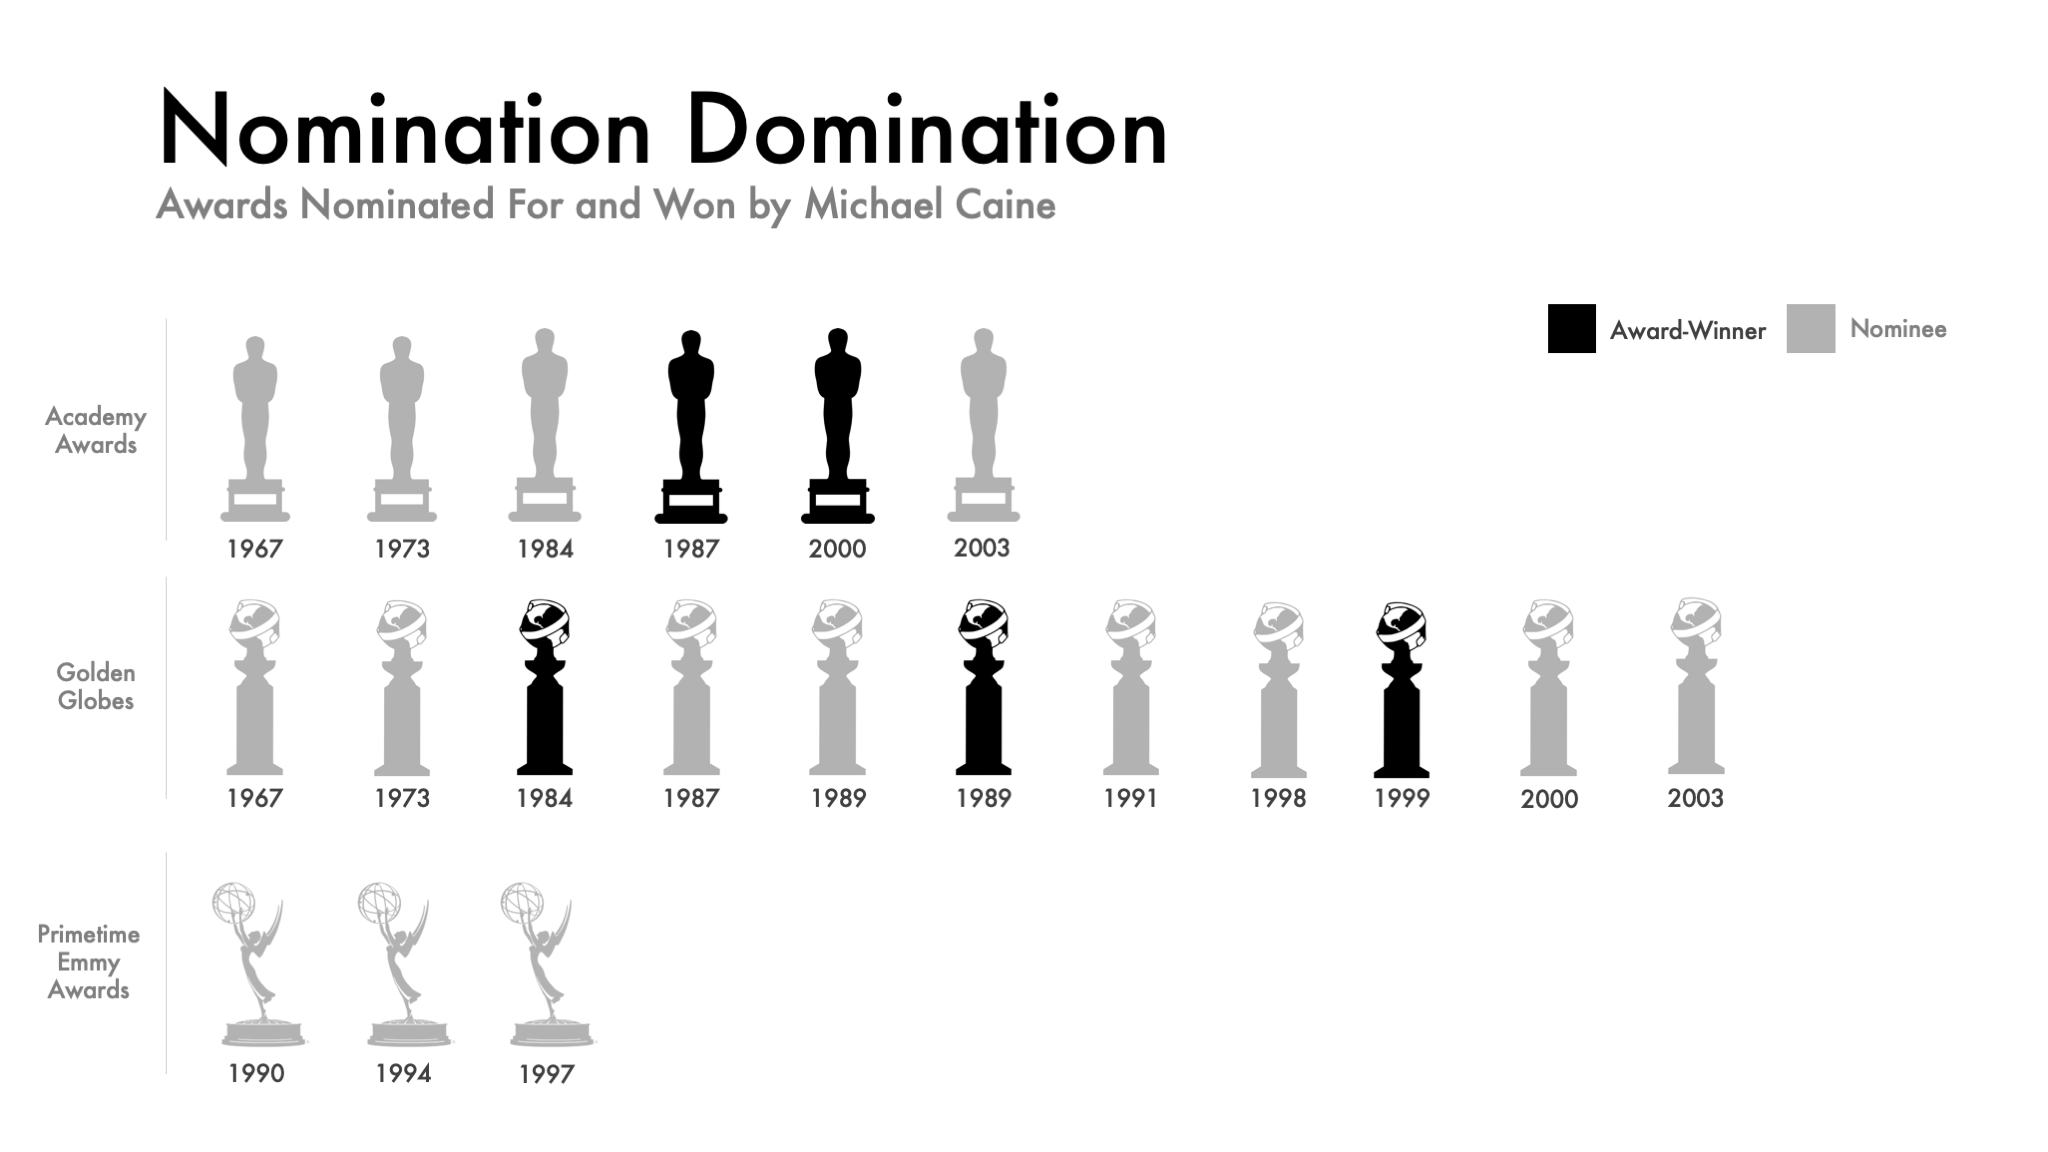 Nomination Domination
Awards Nominated For and Won by Michael Caine
Award-Winner Nominee
Academy
Awards
1967 1973 1984 1987 2000 2003
Golden
Globes
1967 1973 1984 1987 1989 1989 1991 1998 1999 2000 2003
Primetime
Emmy
Awards
1990 1994 1997